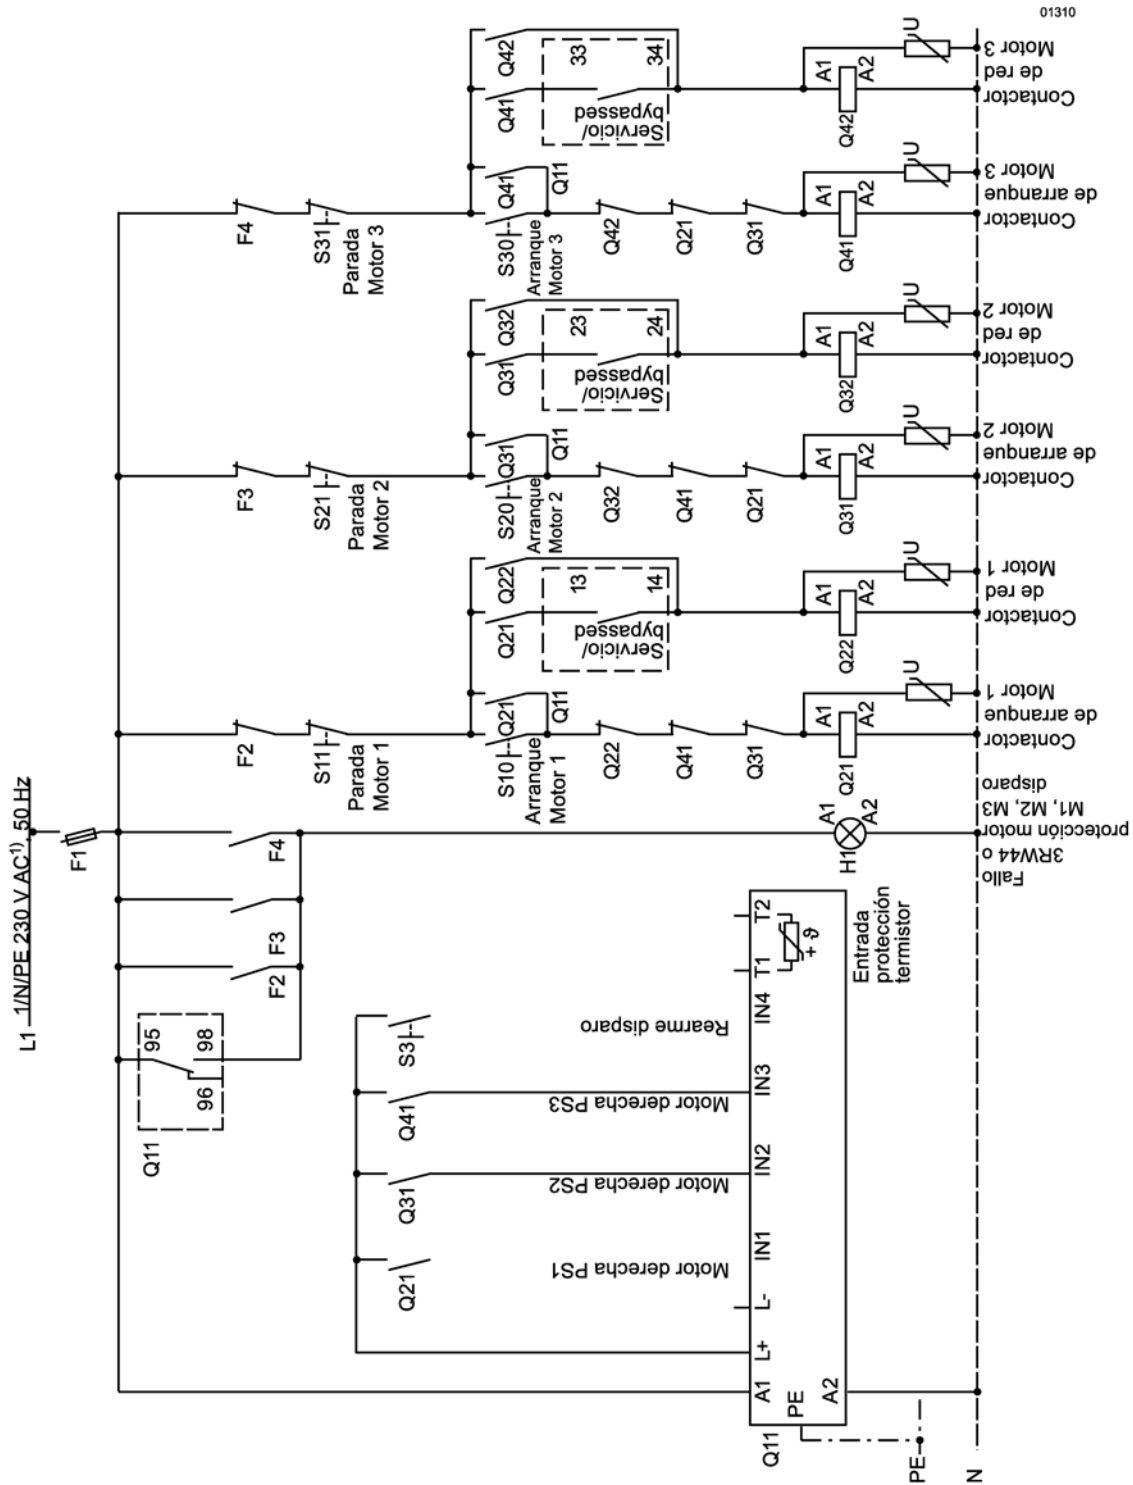 01310
L1 1/N/PE 230 V AC1), 50 Hz
F1
Q11
95
96
98
F2
F3
F4
F2
S11
Parada
Motor 1
F3
S21
Parada
Motor 2
F4
S31
Parada
Motor 3
Q21
Q31
Q41
S3
Motor derecha PS1
Motor derecha PS2
Motor derecha PS3
Rearme disparo
S10
Arranque
Motor 1
Q21
Q11
Q21
Q22
13
14
Servicio/
bypassed
S20
Arranque
Motor 2
Q31
Q11
Q31
Q32
23
24
Servicio/
bypassed
S30
Arranque
Motor 3
Q41
Q11
Q41
Q42
33
34
Servicio/
bypassed
Q22
Q41
Q31
Q32
Q41
Q21
Q42
Q21
Q31
Q11
A1
L+
L-
IN1
IN2
IN3
IN4
T1
T2
PE
A2
+ ϑ
Entrada
protección
termistor
H1
A1
A2
Q21
A1
A2
U
Q22
A1
A2
U
Q31
A1
A2
U
Q32
A1
A2
U
Q41
A1
A2
U
Q42
A1
A2
U
PE
N
Fallo
3RW44 o
protección motor
M1, M2, M3
disparo
Contactor
de arranque
Motor 1
Contactor
de red
Motor 1
Contactor
de arranque
Motor 2
Contactor
de red
Motor 2
Contactor
de arranque
Motor 3
Contactor
de red
Motor 3